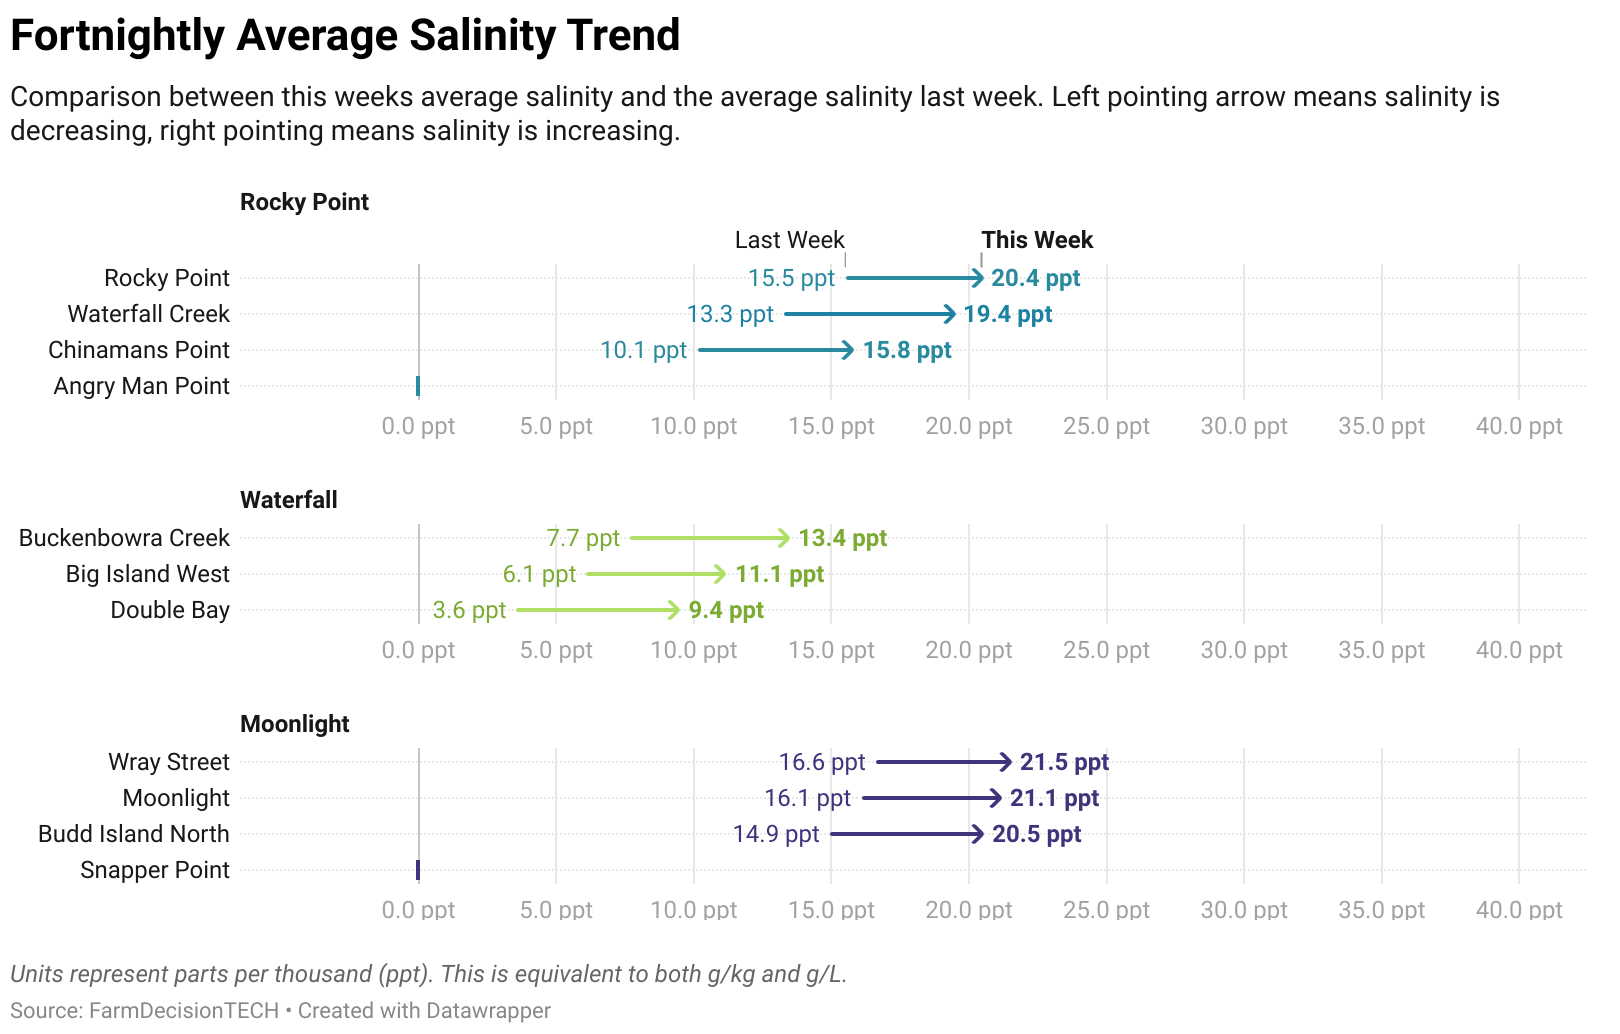 Fortnightly Average Salinity Trend
Comparison between this weeks average salinity and the average salinity last week. Left pointing arrow means salinity is
decreasing, right pointing means salinity is increasing.
Rocky Point
Last Week This Week
Rocky Point 15.5 ppt 20.4 ppt
Waterfall Creek 13.3 ppt 19.4 ppt
Chinamans Point 10.1 ppt 15.8 ppt
Angry Man Point
0.0 ppt 5.0 ppt 10.0 ppt 15.0 ppt 20.0 ppt 25.0 ppt 30.0 ppt 35.0 ppt 40.0 ppt
Waterfall
Buckenbowra Creek 7.7 ppt 13.4 ppt
Big Island West 6.1 ppt 11.1 ppt
Double Bay 3.6 ppt 9.4 ppt
0.0 ppt 5.0 ppt 10.0 ppt 15.0 ppt 20.0 ppt 25.0 ppt 30.0 ppt 35.0 ppt 40.0 ppt
Moonlight
Wray Street 16.6 ppt 21.5 ppt
Moonlight 16.1 ppt 21.1 ppt
Budd Island North 14.9 ppt 20.5 ppt
Snapper Point
0.0 ppt 5.0 ppt 10.0 ppt 15.0 ppt 20.0 ppt 25.0 ppt 30.0 ppt 35.0 ppt 40.0 ppt
Units represent parts per thousand (ppt). This is equivalent to both g/kg and g/L.
Source: FarmDecisionTECH • Created with Datawrapper